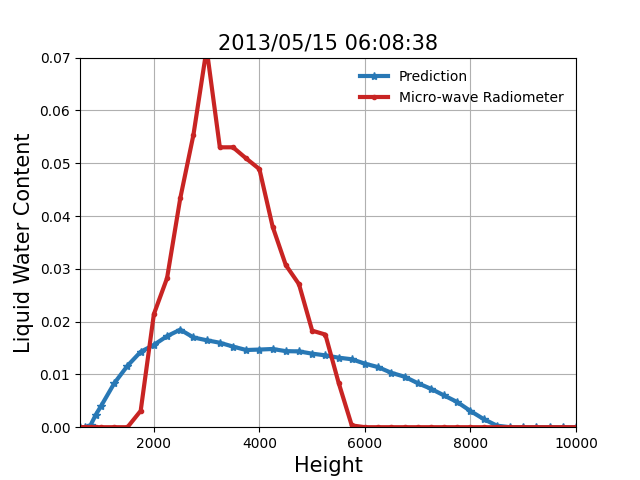 2013/05/15 06:08:38
Liquid Water Content
0.07
0.06
0.05
0.04
0.03
0.02
0.01
0.00
Prediction
Micro-wave Radiometer
2000 4000 6000 8000 10000
Height